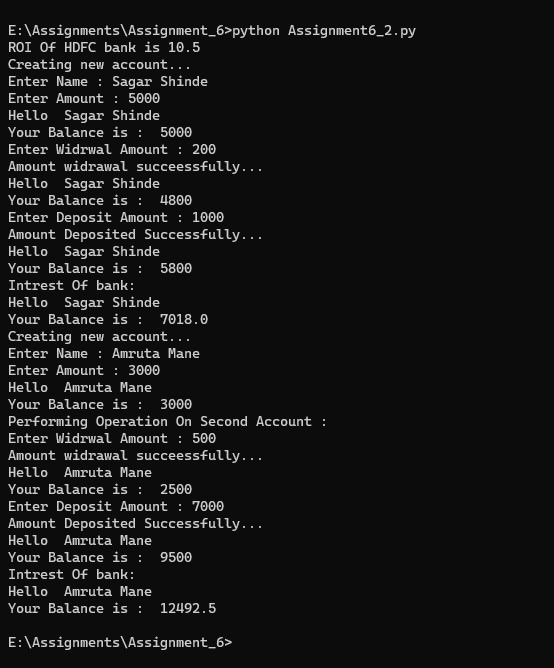 E:\Assignments\Assignment_6>python Assignment6_2.py
ROI Of HDFC bank is 10.5
Creating new account...
Enter Name : Sagar Shinde
Enter Amount : 5000
Hello  Sagar Shinde
Your Balance is :  5000
Enter Widrwal Amount : 200
Amount widrawal succeessfully...
Hello  Sagar Shinde
Your Balance is :  4800
Enter Deposit Amount : 1000
Amount Deposited Successfully...
Hello  Sagar Shinde
Your Balance is :  5800
Intrest Of bank:
Hello  Sagar Shinde
Your Balance is :  7018.0
Creating new account...
Enter Name : Amruta Mane
Enter Amount : 3000
Hello  Amruta Mane
Your Balance is :  3000
Performing Operation On Second Account :
Enter Widrwal Amount : 500
Amount widrawal succeessfully...
Hello  Amruta Mane
Your Balance is :  2500
Enter Deposit Amount : 7000
Amount Deposited Successfully...
Hello  Amruta Mane
Your Balance is :  9500
Intrest Of bank:
Hello  Amruta Mane
Your Balance is :  12492.5
E:\Assignments\Assignment_6>